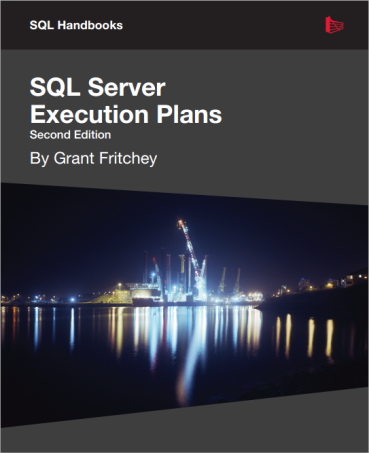 SQL Handbooks
SQL Server
Execution Plans
Second Edition
By Grant Fritchey